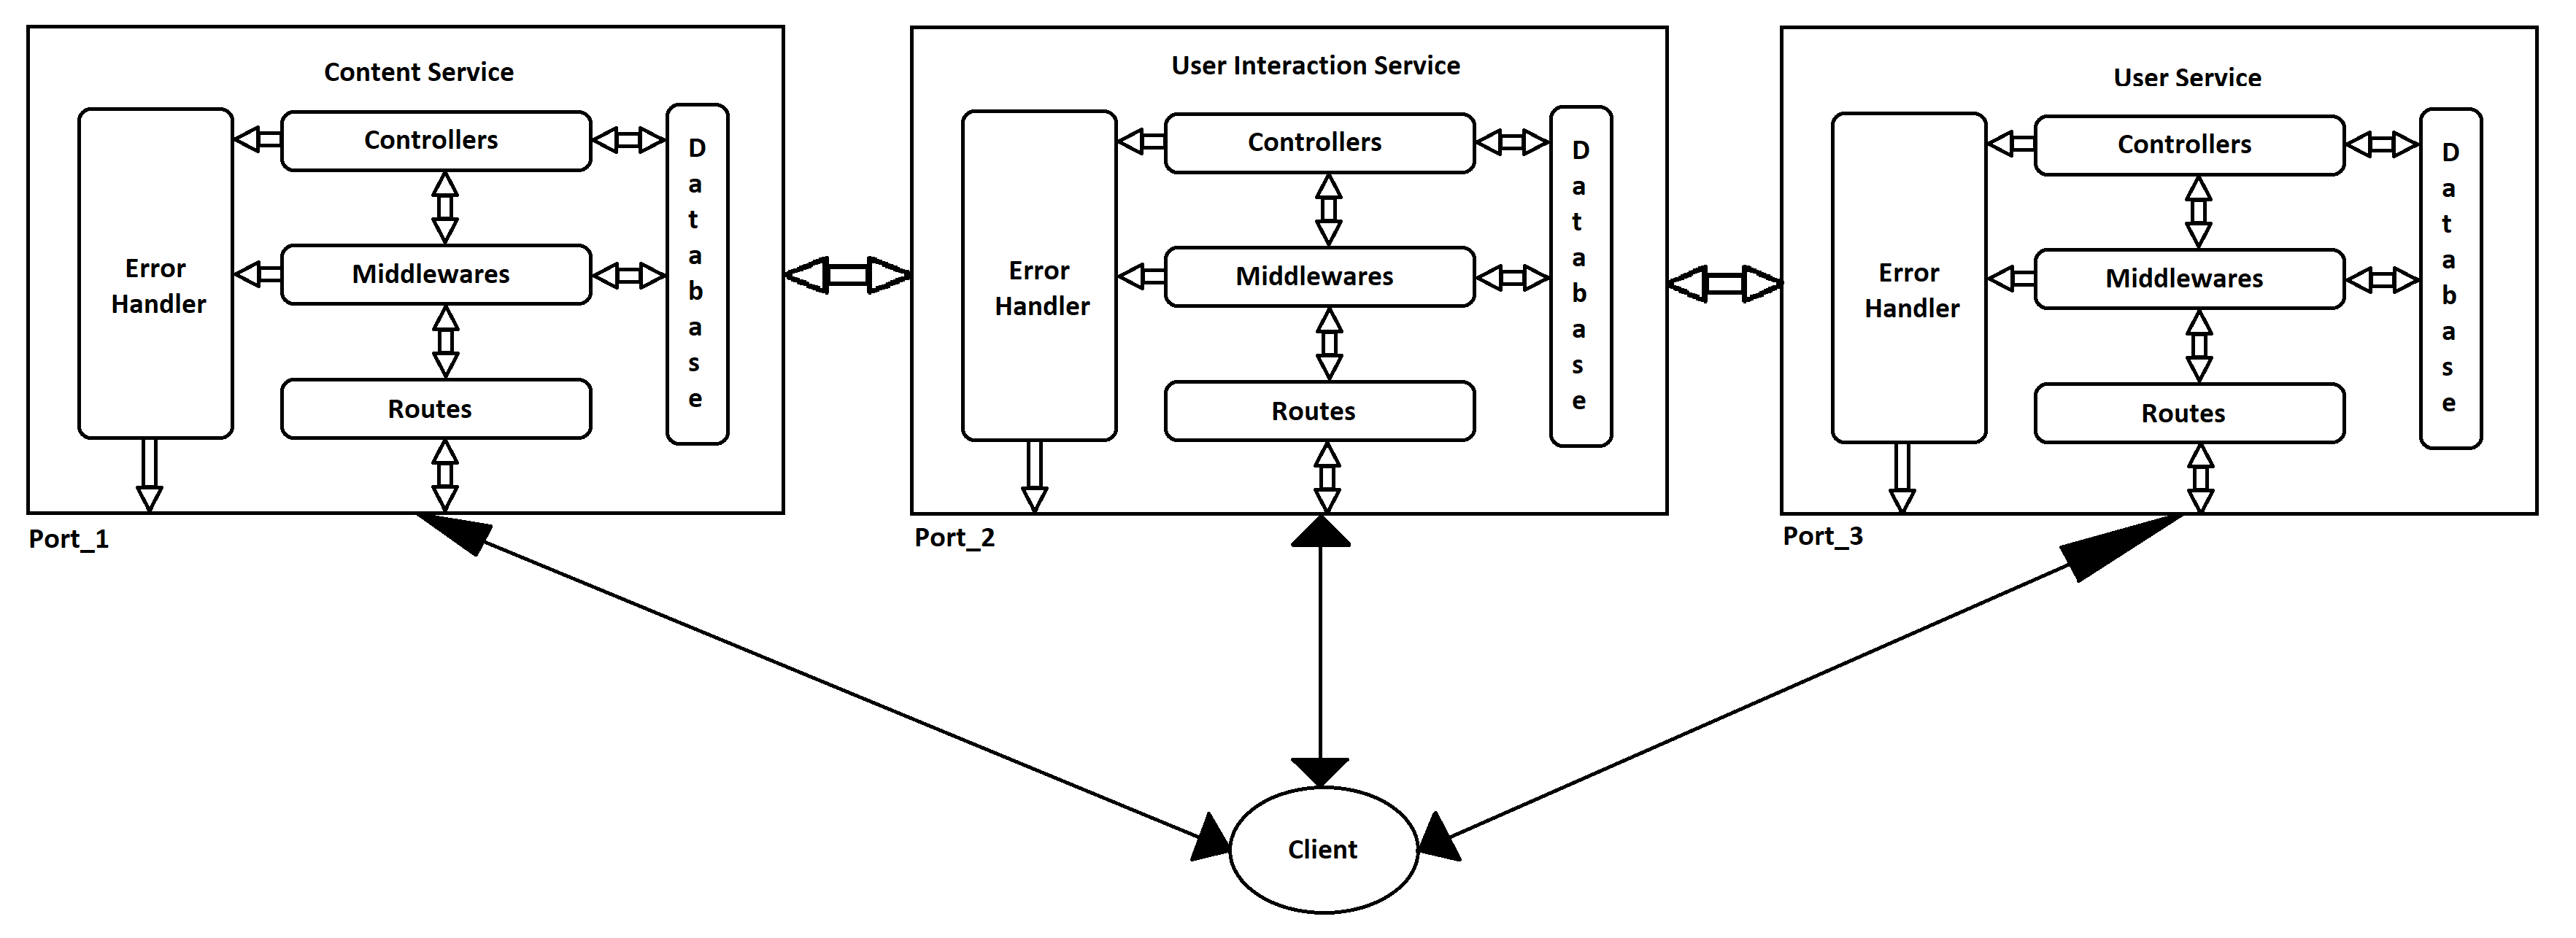 Content Service
Controllers
Middlewares
Routes
Error
Handler
D
a
t
a
b
a
s
e
Port_1
User Interaction Service
Controllers
Middlewares
Routes
Error
Handler
D
a
t
a
b
a
s
e
Port_2
User Service
Controllers
Middlewares
Routes
Error
Handler
D
a
t
a
b
a
s
e
Port_3
Client